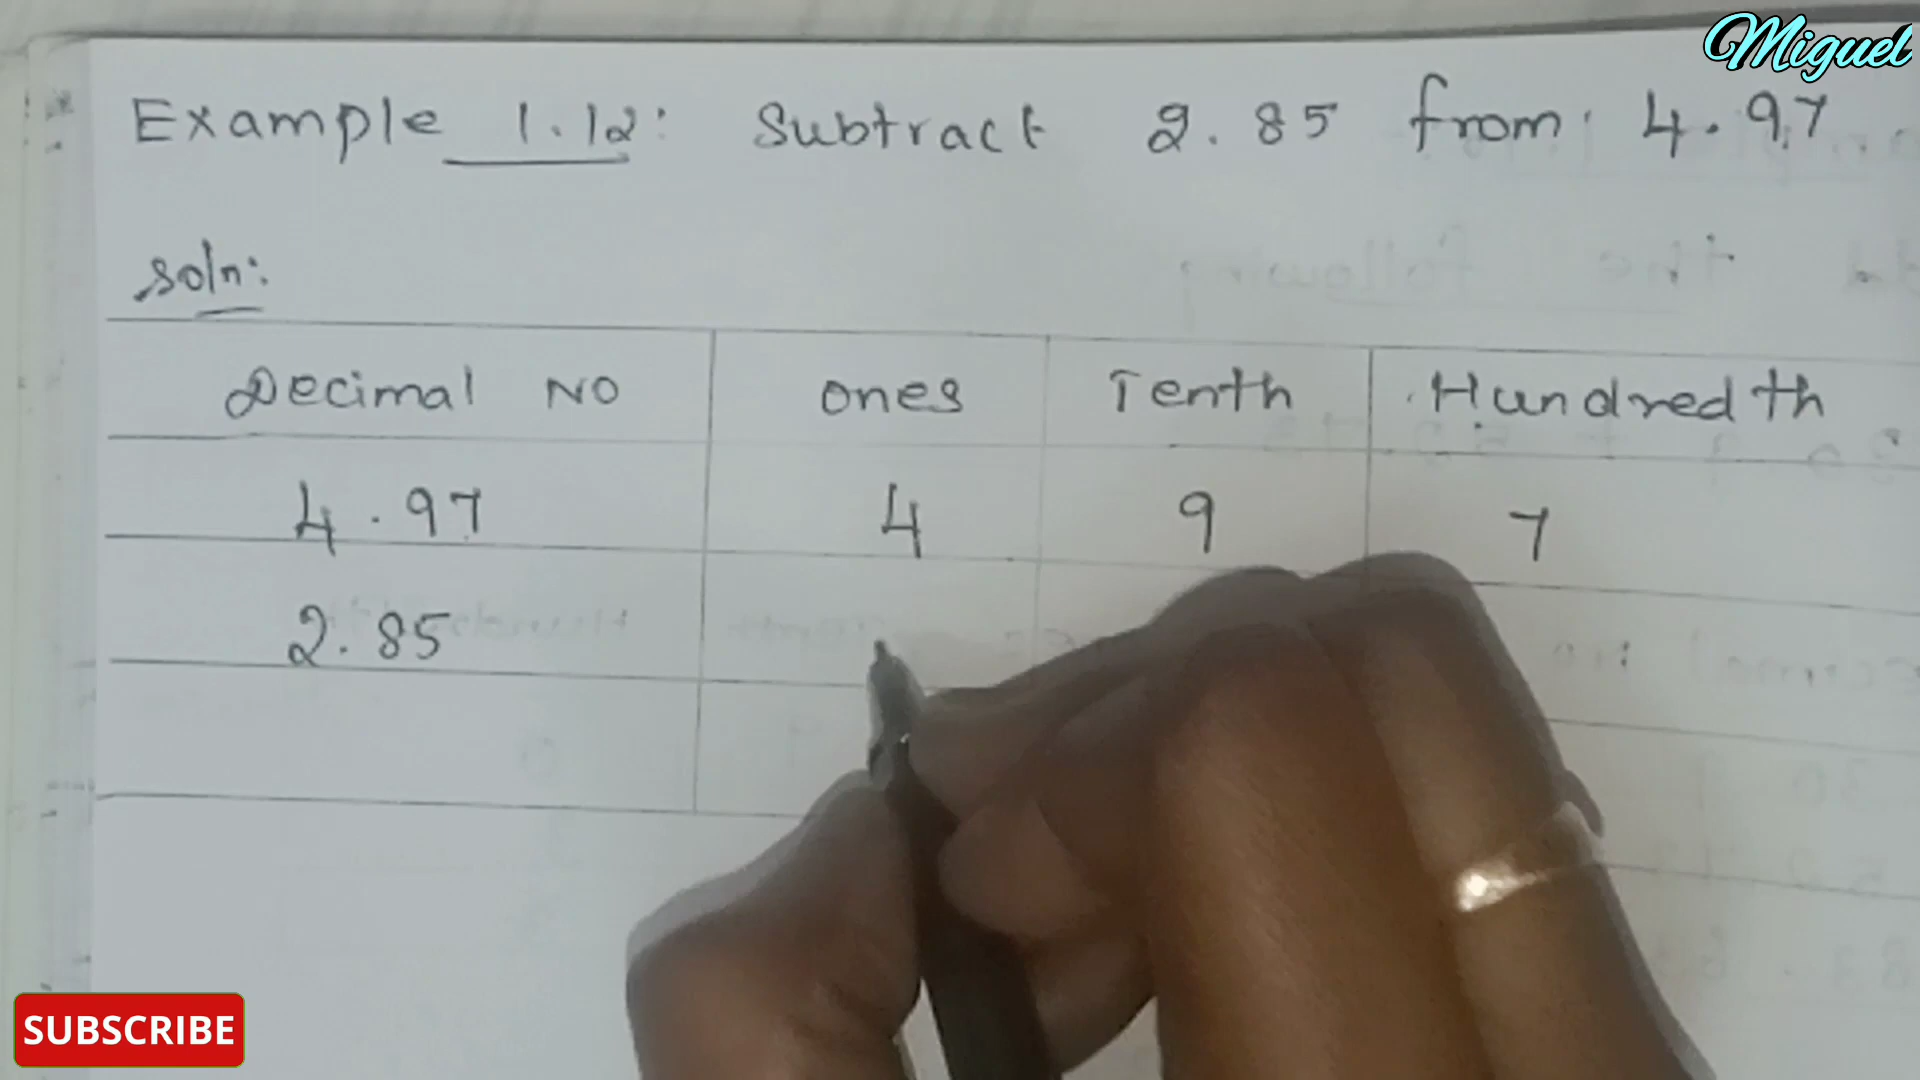 Miguel
Example 1.12: Subtract 2.85 from 4.97
Soln:
Decimal NO Ones Tenth Hundredth
4.97 4 9 7
2.85
SUBSCRIBE